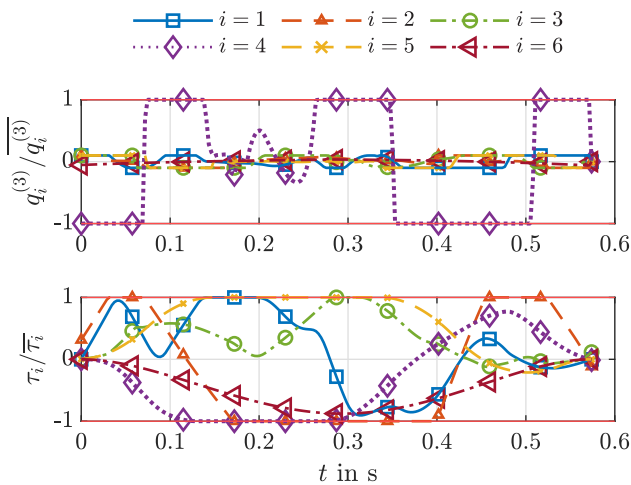 i = 1 i = 2 i = 3
i = 4 i = 5 i = 6
q_i^{(3)}/\overline{q_i^{(3)}}
1
0
-1
0 0.1 0.2 0.3 0.4 0.5 0.6
τ_i/\overline{τ_i}
1
0
-1
0 0.1 0.2 0.3 0.4 0.5 0.6
t in s